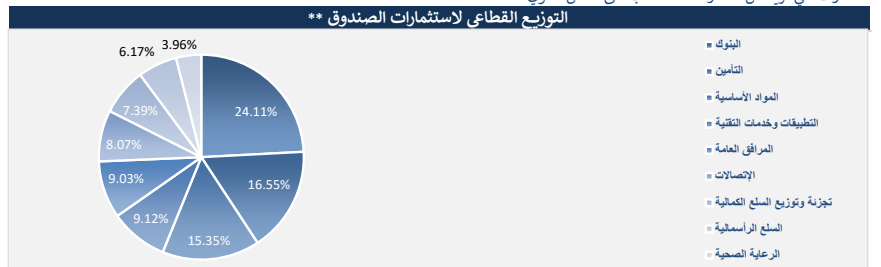 التوزيع القطاعي لاستثمارات الصندوق **
البنوك
التأمين
المواد الأساسية
التطبيقات وخدمات التقنية
المرافق العامة
الإتصالات
تجزئة وتوزيع السلع الكمالية
السلع الرأسمالية
الرعاية الصحية
24.11%
16.55%
15.35%
9.12%
9.03%
8.07%
7.39%
6.17%
3.96%